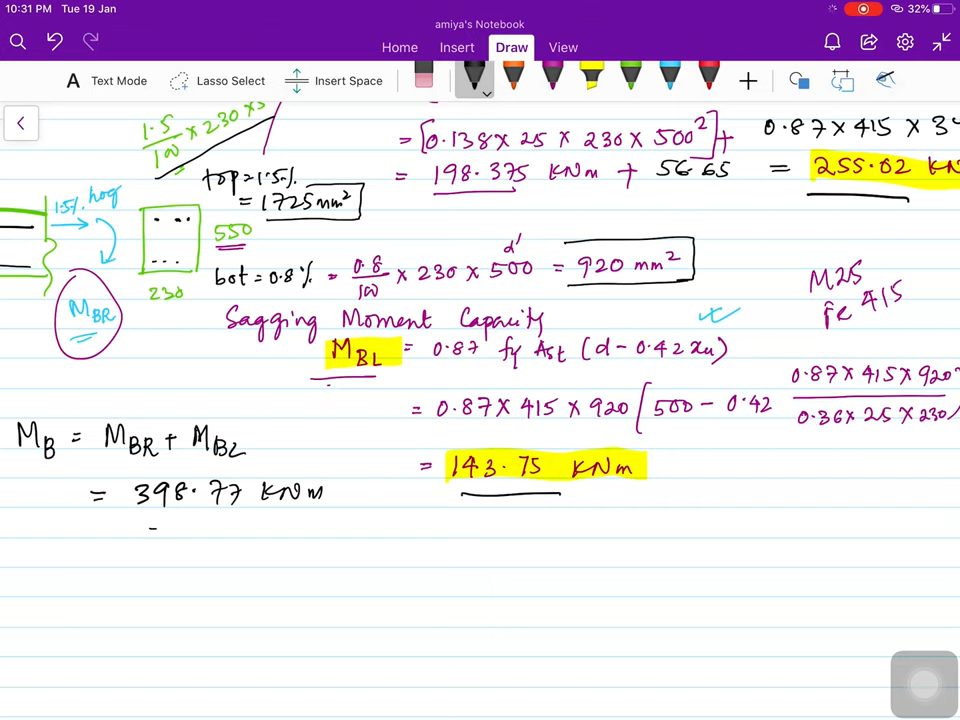 10:31 PM Tue 19 Jan
32%
amiya's Notebook
Home Insert Draw View
A Text Mode Lasso Select Insert Space
1.5/100 × 230 × 5
= [0.138 × 25 × 230 × 500²] +
0.87 × 415 × 3
= 198.375 KNm + 56.65 = 255.02 KN
top = 1.5%
= 1725 mm²
1.5% hog
550
d'
bot = 0.8% = 0.8/100 × 230 × 500 = 920 mm²
230
M25
Fe 415
MBR
Sagging Moment Capacity
MBL = 0.87 fy Ast (d - 0.42 xu)
= 0.87 × 415 × 920 (500 - 0.42 0.87 × 415 × 920 / 0.36 × 25 × 230
MB = MBR + MBL
= 143.75 KNm
= 398.77 KNm